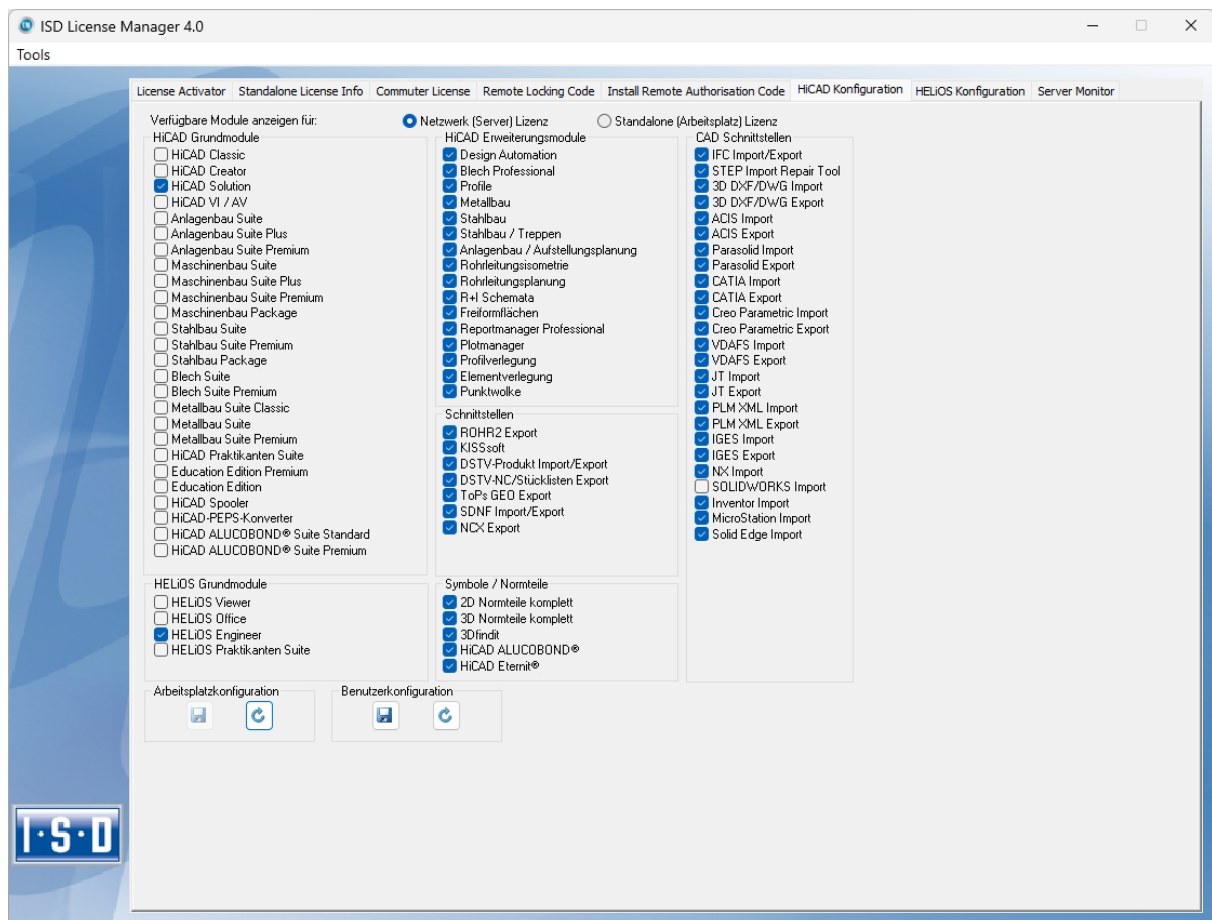 ISD License Manager 4.0
Tools
License Activator Standalone License Info Commuter License Remote Locking Code Install Remote Authorisation Code HiCAD Konfiguration HELiOS Konfiguration Server Monitor
Verfügbare Module anzeigen für: Netzwerk (Server) Lizenz Standalone (Arbeitsplatz) Lizenz
HiCAD Grundmodule
HiCAD Classic
HiCAD Creator
HiCAD Solution
HiCAD VI / AV
Anlagenbau Suite
Anlagenbau Suite Plus
Anlagenbau Suite Premium
Maschinenbau Suite
Maschinenbau Suite Plus
Maschinenbau Suite Premium
Maschinenbau Package
Stahlbau Suite
Stahlbau Suite Premium
Stahlbau Package
Blech Suite
Blech Suite Premium
Metallbau Suite Classic
Metallbau Suite
Metallbau Suite Premium
HiCAD Praktikanten Suite
Education Edition Premium
Education Edition
HiCAD Spooler
HiCAD-PEPS-Konverter
HiCAD ALUCOBOND® Suite Standard
HiCAD ALUCOBOND® Suite Premium
HiCAD Erweiterungsmodule
Design Automation
Blech Professional
Profile
Metallbau
Stahlbau
Stahlbau / Treppen
Anlagenbau / Aufstellungsplanung
Rohrleitungsisometrie
Rohrleitungsplanung
R+I Schemata
Freiformflächen
Reportmanager Professional
Plotmanager
Profilverlegung
Elementverlegung
Punktwolke
Schnittstellen
ROHR2 Export
KISSsoft
DSTV-Produkt Import/Export
DSTV-NC/Stücklisten Export
ToPs GEO Export
SDNF Import/Export
NCX Export
CAD Schnittstellen
IFC Import/Export
STEP Import Repair Tool
3D DXF/DWG Import
3D DXF/DWG Export
ACIS Import
ACIS Export
Parasolid Import
Parasolid Export
CATIA Import
CATIA Export
Creo Parametric Import
Creo Parametric Export
VDAFS Import
VDAFS Export
JT Import
JT Export
PLM XML Import
PLM XML Export
IGES Import
IGES Export
NX Import
SOLIDWORKS Import
Inventor Import
MicroStation Import
Solid Edge Import
HELiOS Grundmodule
HELiOS Viewer
HELiOS Office
HELiOS Engineer
HELiOS Praktikanten Suite
Symbole / Normteile
2D Normteile komplett
3D Normteile komplett
3Dfindit
HiCAD ALUCOBOND®
HiCAD Eternit®
Arbeitsplatzkonfiguration
Benutzerkonfiguration
I·S·D